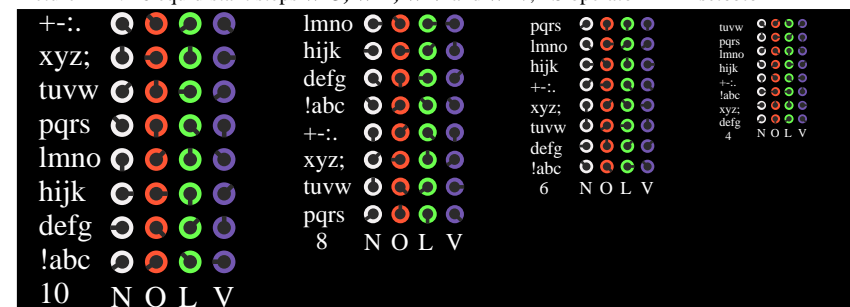 +-:. lmno pqrs tuvw
xyz; hijk lmno pqrs
tuvw defg hijk lmno
pqrs !abc +-:. hijk
lmno +-:. xyz; +-:.
hijk xyz; tuvw !abc
defg tuvw defg xyz;
!abc pqrs !abc defg
10 N O L V 8 N O L V 6 N O L V 4 N O L V